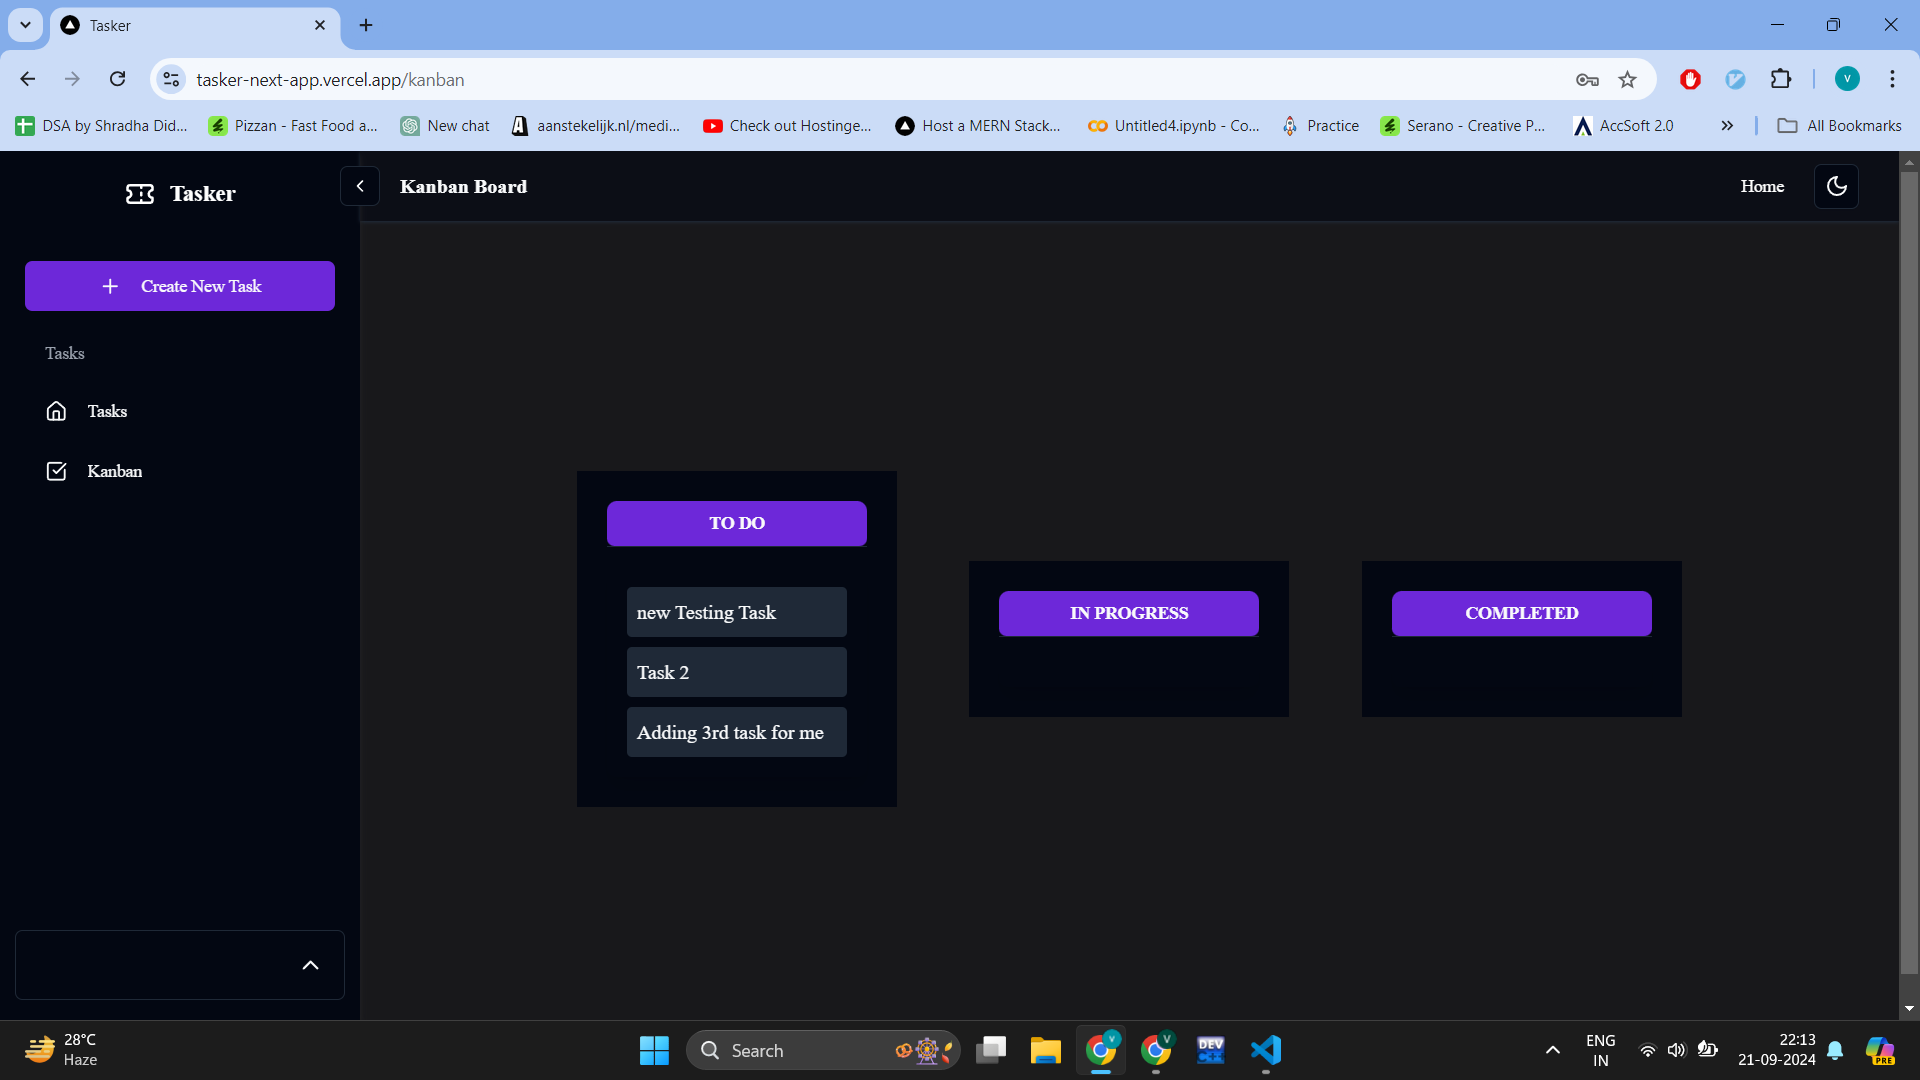 Tasker
tasker-next-app.vercel.app/kanban
V
DSA by Shradha Did...
Pizzan - Fast Food a...
New chat
aanstekelijk.nl/medi...
Check out Hostinge...
Host a MERN Stack...
Untitled4.ipynb - Co...
Practice
Serano - Creative P...
AccSoft 2.0
All Bookmarks
Tasker
Kanban Board
Home
Create New Task
Tasks
Tasks
Kanban
TO DO
new Testing Task
Task 2
Adding 3rd task for me
IN PROGRESS
COMPLETED
28°C
Haze
Search
V
V
DEV
ENG
IN
22:13
21-09-2024
PRE